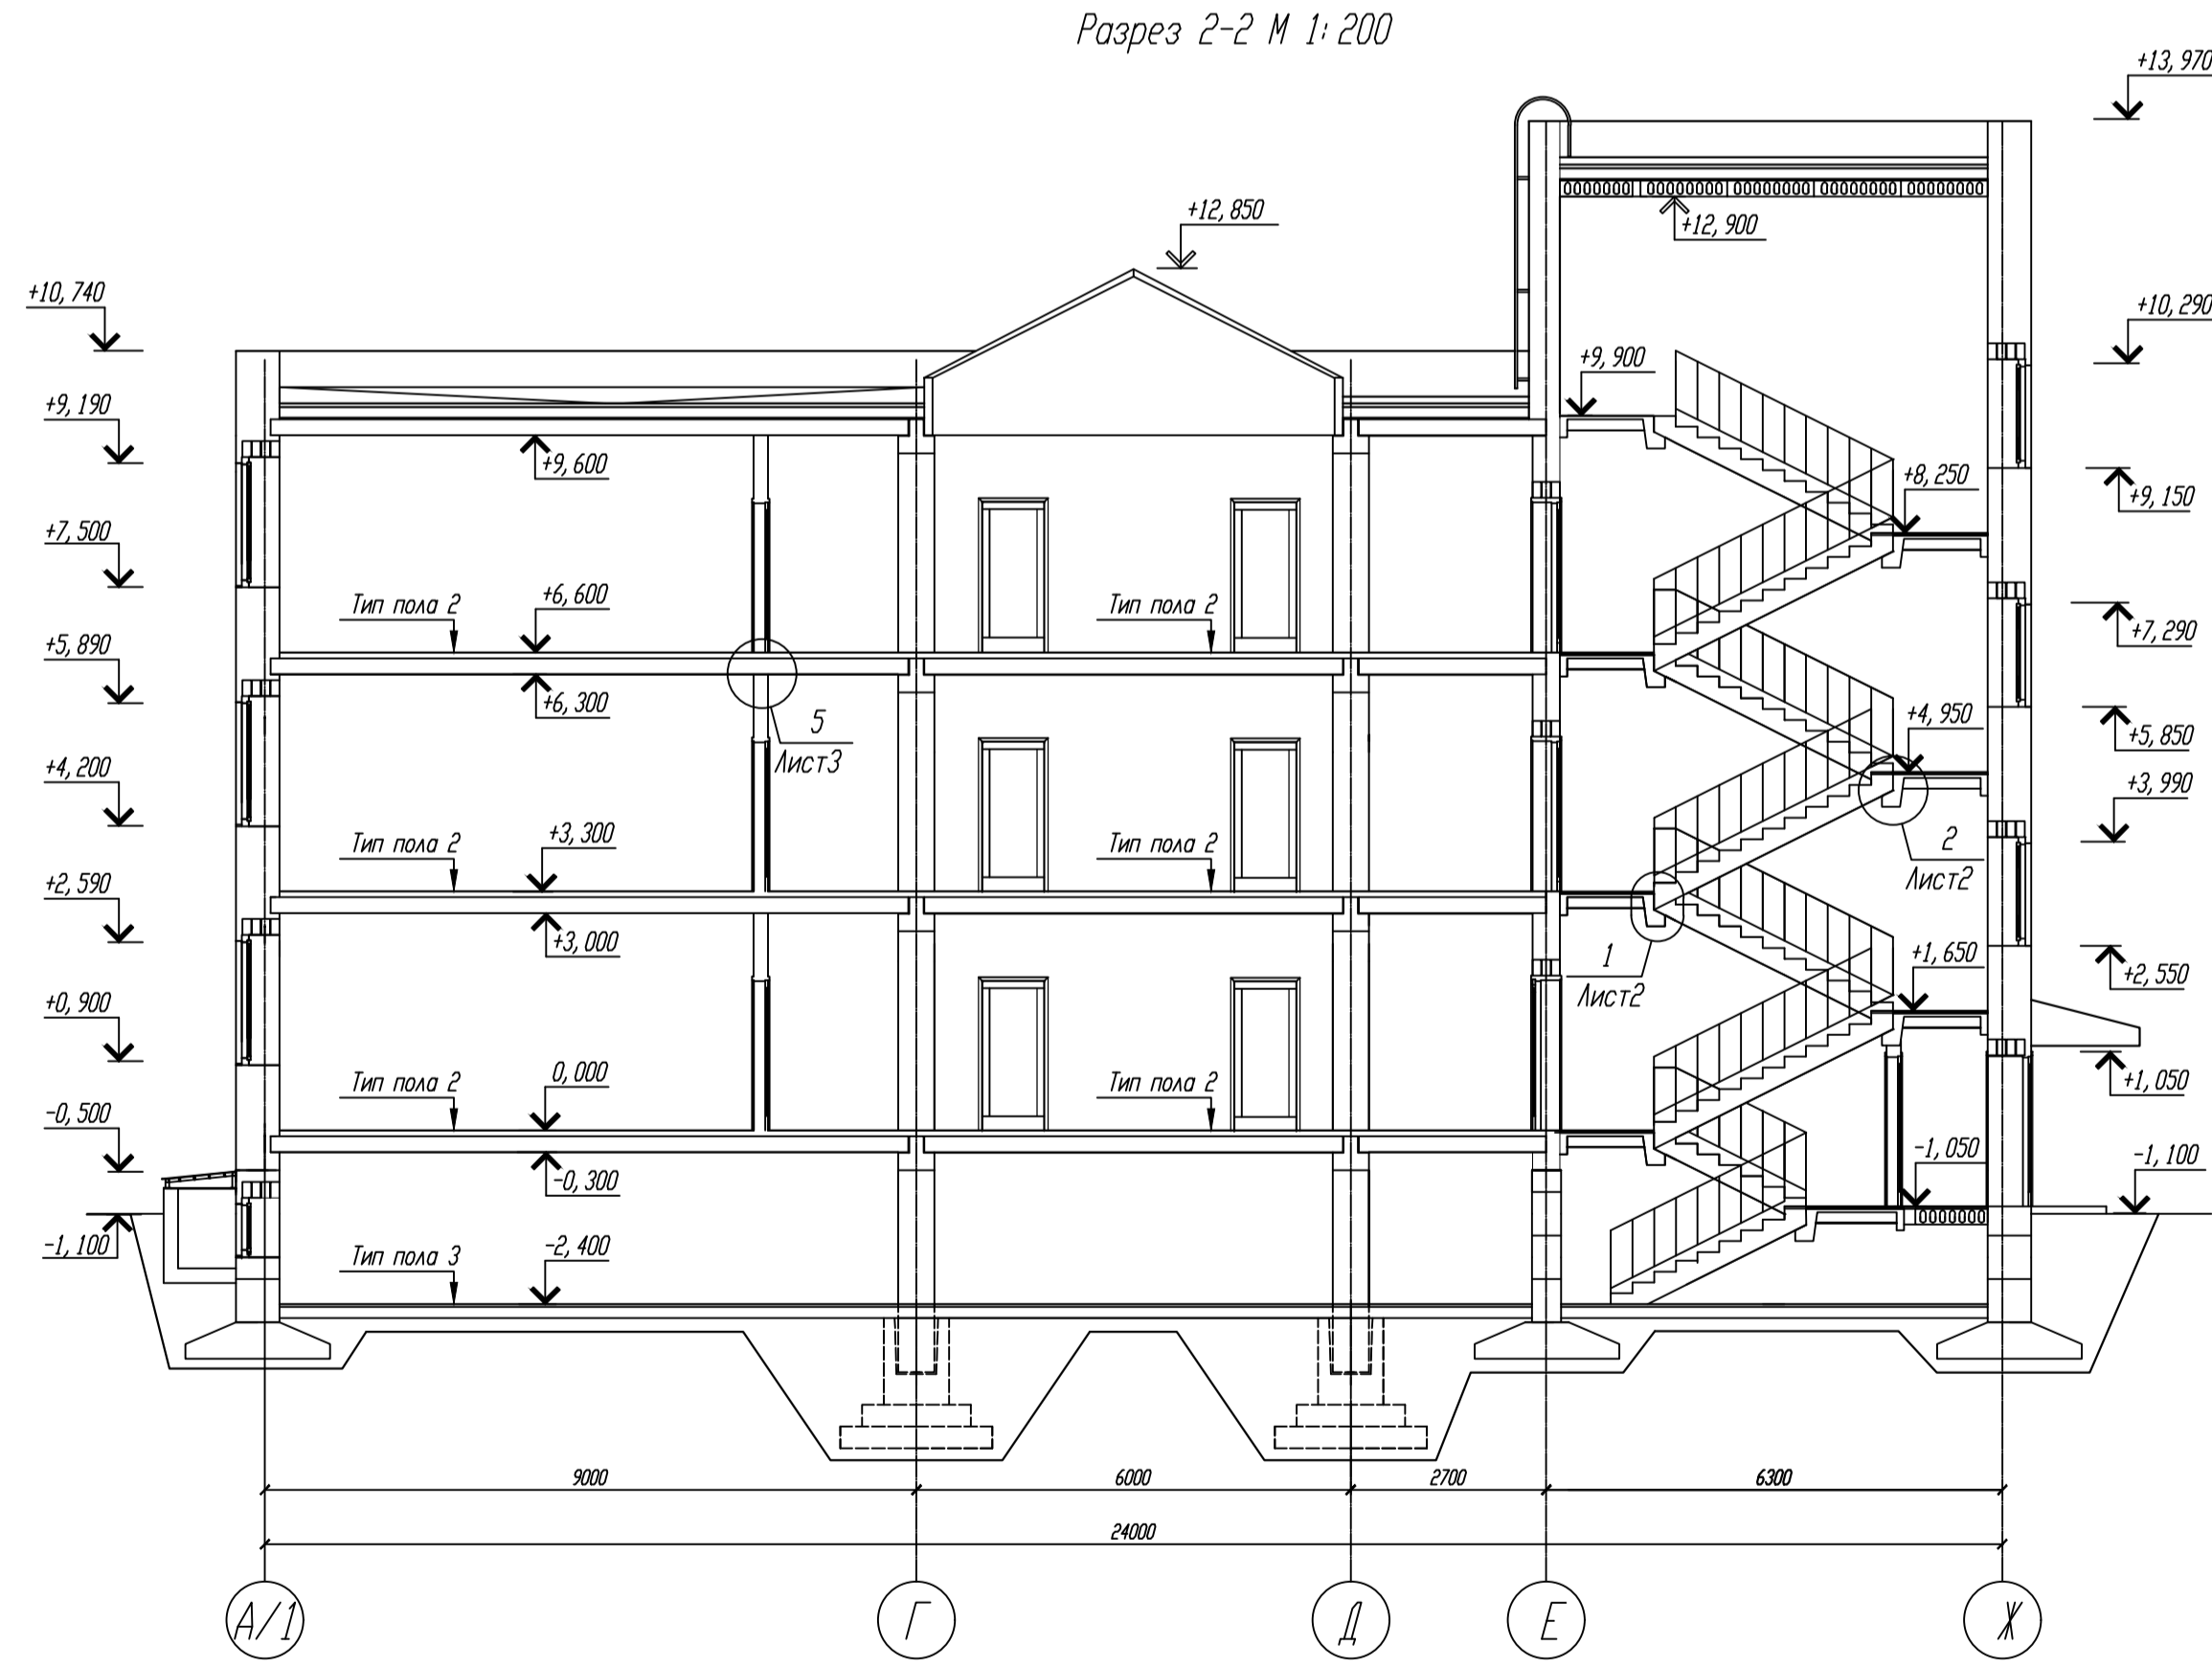 Разрез 2-2 М 1:200
+13,970
+12,850
+12,900
+10,740
+10,290
+9,900
+9,190
+9,600
+8,250
+9,150
+7,500
Тип пола 2
+6,600
Тип пола 2
+7,290
+5,890
+6,300
5
Лист3
+4,950
+5,850
+4,200
+3,990
Тип пола 2
+3,300
Тип пола 2
2
Лист2
+2,590
+3,000
1
Лист2
+1,650
+2,550
+0,900
Тип пола 2
0,000
Тип пола 2
+1,050
-0,500
-0,300
-1,050
-1,100
-1,100
Тип пола 3
-2,400
9000
6000
2700
6300
24000
А/1
Г
Д
Е
Ж